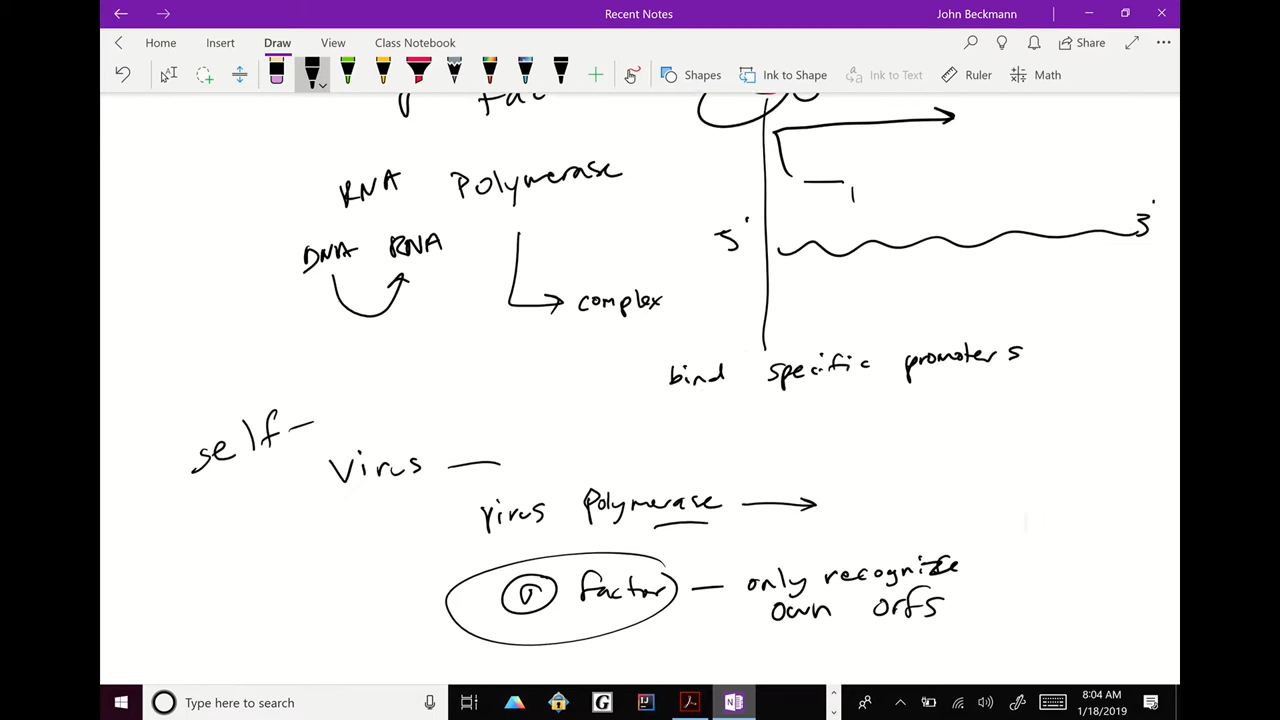 Recent Notes
John Beckmann
Home Insert Draw View Class Notebook
Share
Shapes Ink to Shape Ink to Text Ruler Math
RNA Polymerase
DNA RNA
complex
5'
3'
bind specific promoters
self –
Virus —
virus Polymerase →
σ factor — only recognize
own orfs
Type here to search
8:04 AM
1/18/2019